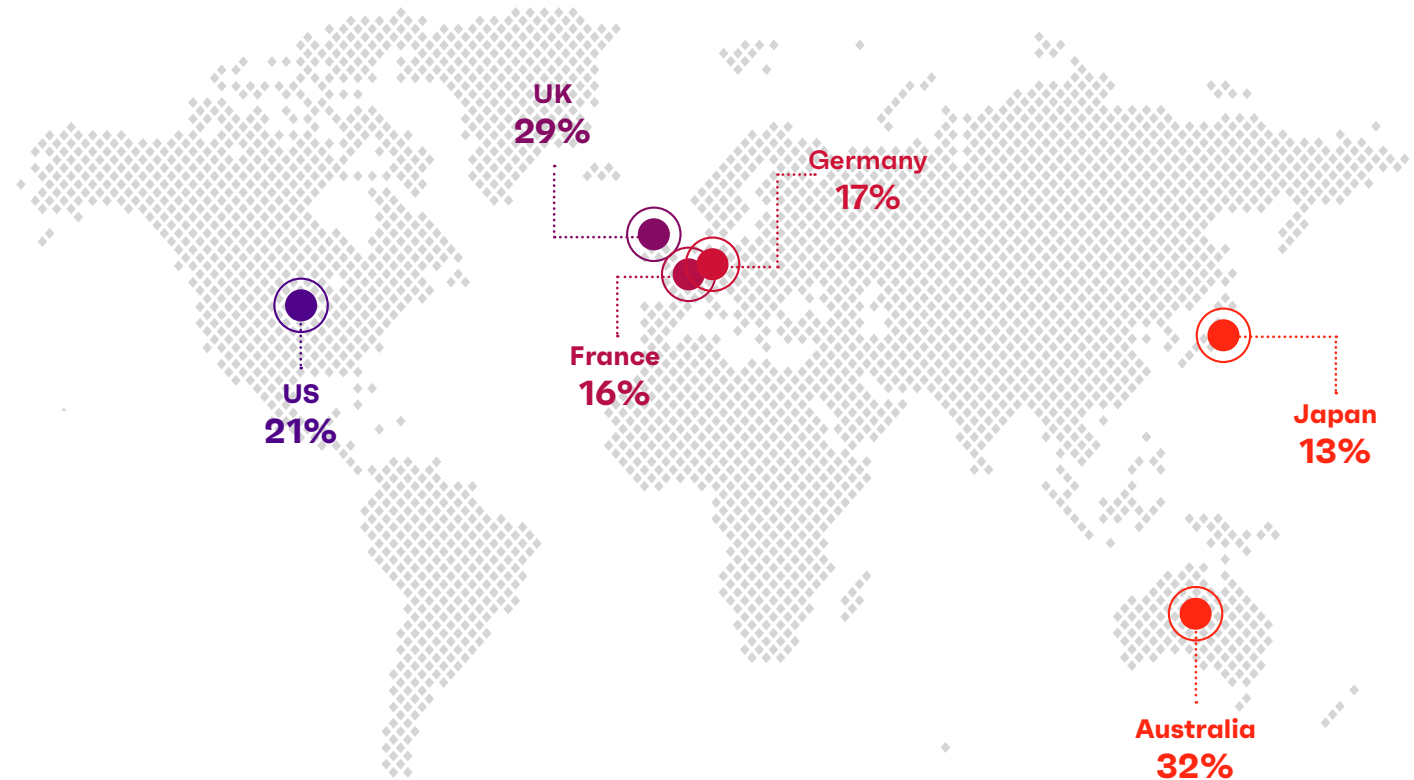 UK
29%
Germany
17%
France
16%
US
21%
Japan
13%
Australia
32%